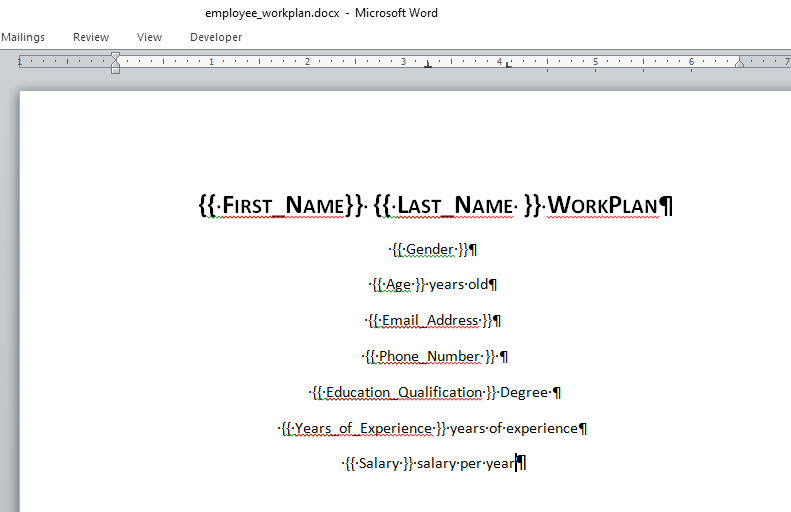 employee_workplan.docx - Microsoft Word
Mailings Review View Developer
1 1 2 3 4 5 6 7
{{ First_Name}} {{ Last_Name }} WorkPlan¶
{{ Gender }}¶
{{ Age }} years old¶
{{ Email_Address }}¶
{{ Phone_Number }} ¶
{{ Education_Qualification }} Degree ¶
{{ Years_of_Experience }} years of experience¶
{{ Salary }} salary per year¶